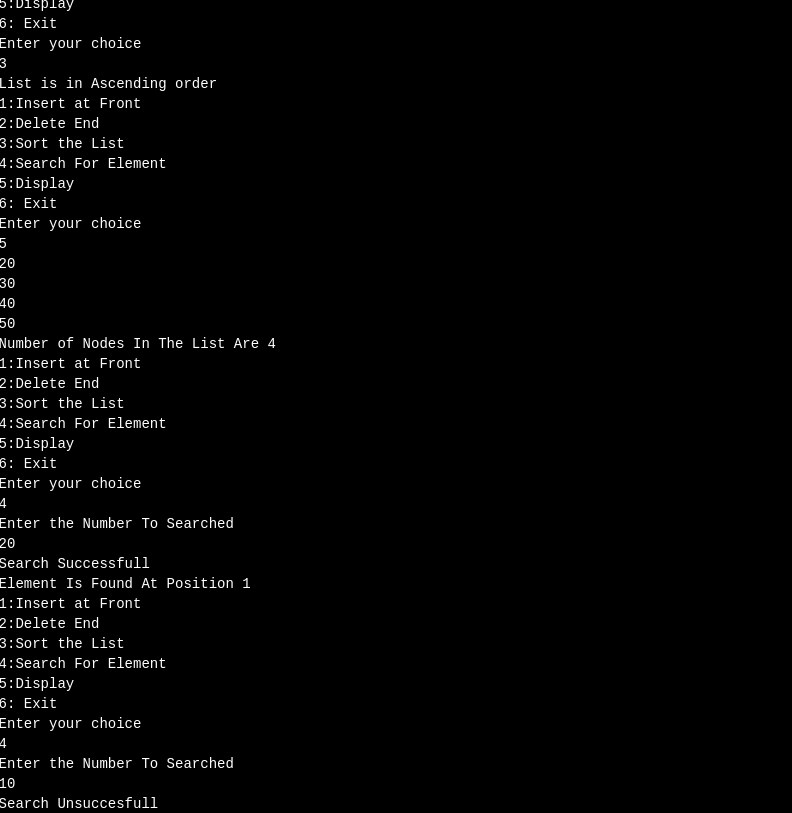 5:Display
6: Exit
Enter your choice
3
List is in Ascending order
1:Insert at Front
2:Delete End
3:Sort the List
4:Search For Element
5:Display
6: Exit
Enter your choice
5
20
30
40
50
Number of Nodes In The List Are 4
1:Insert at Front
2:Delete End
3:Sort the List
4:Search For Element
5:Display
6: Exit
Enter your choice
4
Enter the Number To Searched
20
Search Successfull
Element Is Found At Position 1
1:Insert at Front
2:Delete End
3:Sort the List
4:Search For Element
5:Display
6: Exit
Enter your choice
4
Enter the Number To Searched
10
Search Unsuccesfull